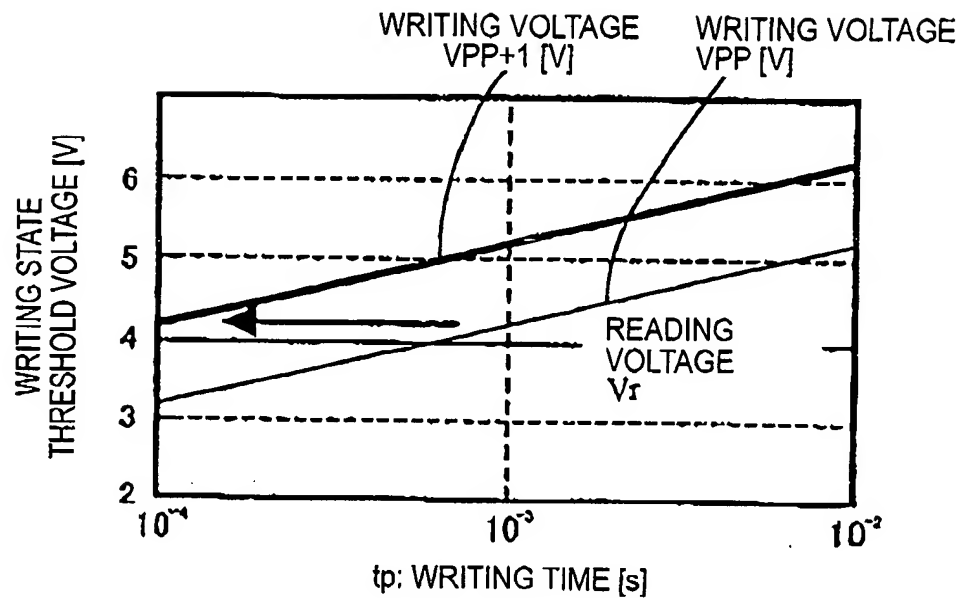 WRITING VOLTAGE
VPP+1 [V]
WRITING VOLTAGE
VPP [V]
WRITING STATE
THRESHOLD VOLTAGE [V]
6
5
4
3
2
READING
VOLTAGE
Vr
10⁻⁴
10⁻³
10⁻²
tp: WRITING TIME [s]